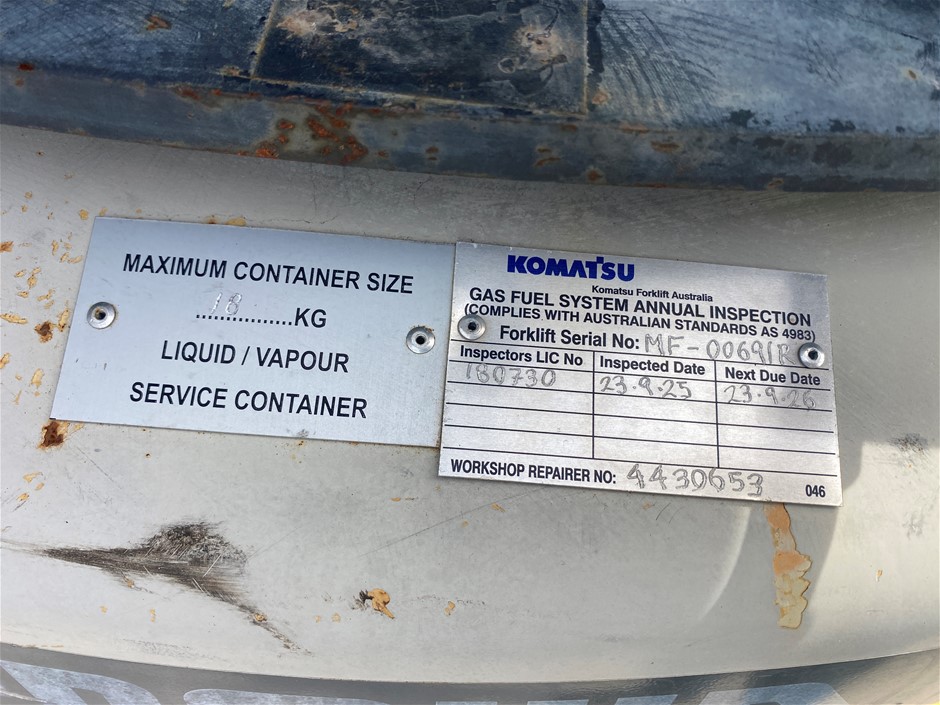 MAXIMUM CONTAINER SIZE
18
................KG
LIQUID / VAPOUR
SERVICE CONTAINER
KOMATSU
Komatsu Forklift Australia
GAS FUEL SYSTEM ANNUAL INSPECTION
(COMPLIES WITH AUSTRALIAN STANDARDS AS 4983)
Forklift Serial No: MF-00691R
Inspectors LIC No Inspected Date Next Due Date
180730 23.9.25 23.9.26
WORKSHOP REPAIRER NO: 4430653
046